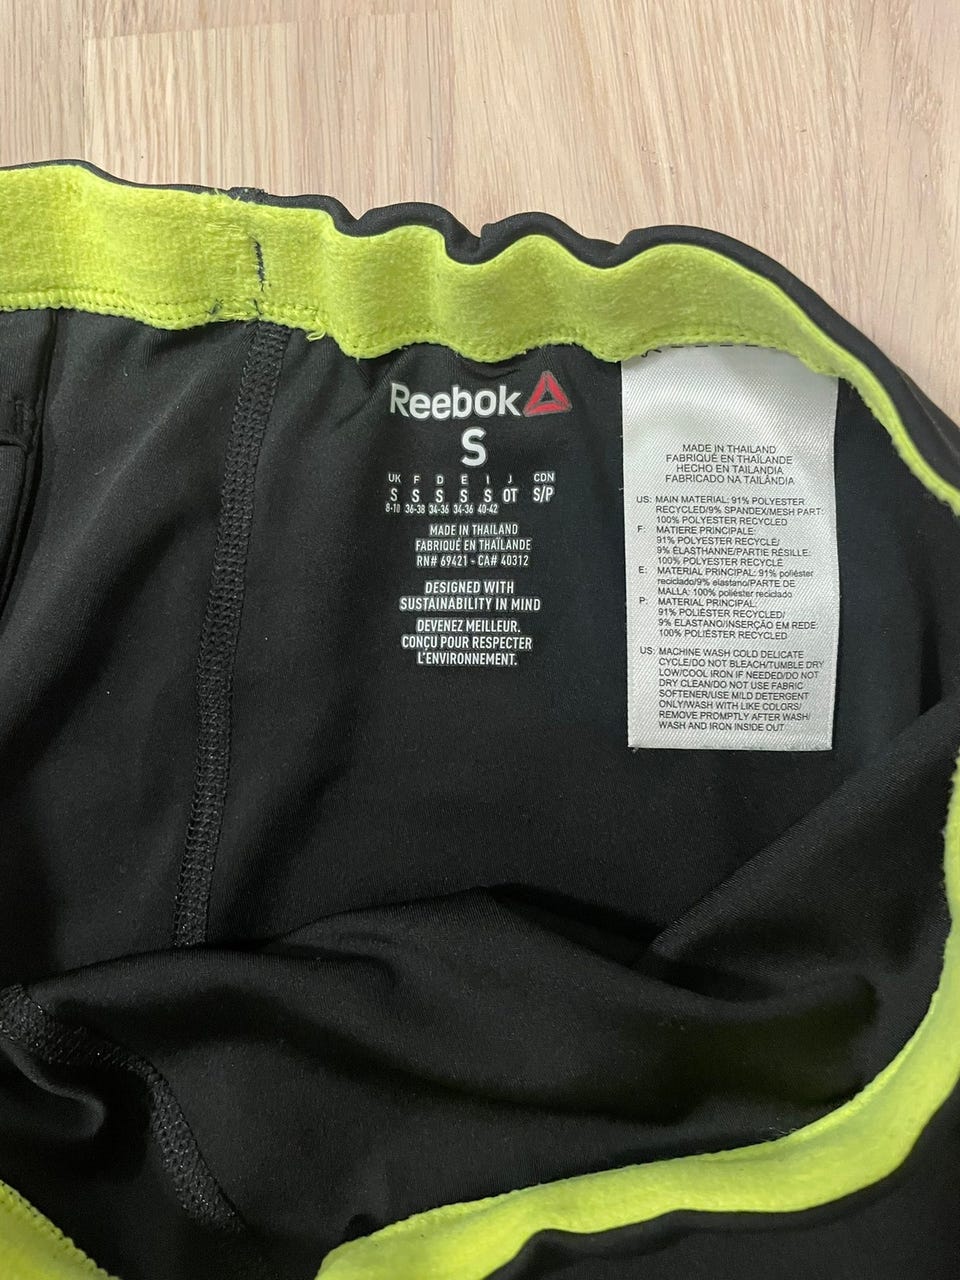 Reebok
S
UK F D E I J CDN
S S S S S OT S/P
8-10 36-38 34-36 34-36 40-42
MADE IN THAILAND
FABRIQUÉ EN THAÏLANDE
RN# 69421 - CA# 40312
DESIGNED WITH
SUSTAINABILITY IN MIND
DEVENEZ MEILLEUR.
CONÇU POUR RESPECTER
L'ENVIRONNEMENT.
MADE IN THAILAND
FABRIQUÉ EN THAÏLANDE
HECHO EN TAILANDIA
FABRICADO NA TAILÂNDIA
US: MAIN MATERIAL: 91% POLYESTER
RECYCLED/9% SPANDEX/MESH PART:
100% POLYESTER RECYCLED
F: MATIERE PRINCIPALE:
91% POLYESTER RECYCLÉ/
9% ÉLASTHANNE/PARTIE RÉSILLE:
100% POLYESTER RECYCLÉ
E: MATERIAL PRINCIPAL: 91% poliéster
reciclado/9% elastano/PARTE DE
MALLA: 100% poliéster reciclado
P: MATERIAL PRINCIPAL:
91% POLIÉSTER RECYCLED/
9% ELASTANO/INSERÇÃO EM REDE:
100% POLIÉSTER RECYCLED
US: MACHINE WASH COLD DELICATE
CYCLE/DO NOT BLEACH/TUMBLE DRY
LOW/COOL IRON IF NEEDED/DO NOT
DRY CLEAN/DO NOT USE FABRIC
SOFTENER/USE MILD DETERGENT
ONLY/WASH WITH LIKE COLORS/
REMOVE PROMPTLY AFTER WASH/
WASH AND IRON INSIDE OUT